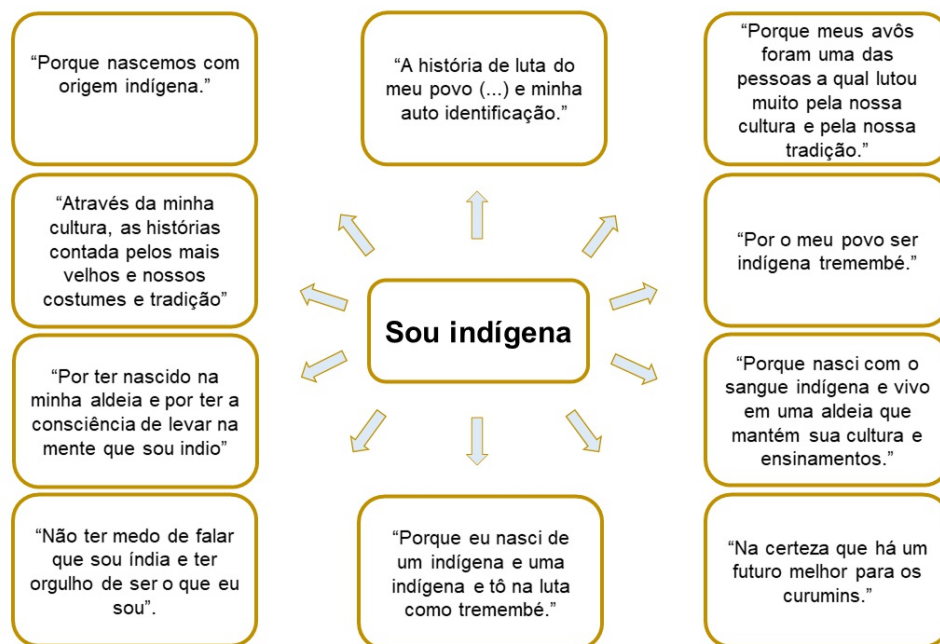 “Porque nascemos com
origem indígena.”
“A história de luta do
meu povo (...) e minha
auto identificação.”
“Porque meus avôs
foram uma das
pessoas a qual lutou
muito pela nossa
cultura e pela nossa
tradição.”
“Através da minha
cultura, as histórias
contada pelos mais
velhos e nossos
costumes e tradição”
“Por o meu povo ser
indígena tremembé.”
Sou indígena
“Por ter nascido na
minha aldeia e por ter a
consciência de levar na
mente que sou indio”
“Porque nasci com o
sangue indígena e vivo
em uma aldeia que
mantém sua cultura e
ensinamentos.”
“Não ter medo de falar
que sou índia e ter
orgulho de ser o que eu
sou”.
“Porque eu nasci de
um indígena e uma
indígena e tô na luta
como tremembé.”
“Na certeza que há um
futuro melhor para os
curumins.”